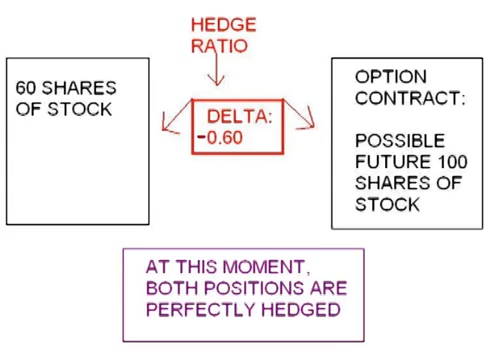 HEDGE
RATIO
60 SHARES
OF STOCK
DELTA:
-0.60
OPTION
CONTRACT:
POSSIBLE
FUTURE 100
SHARES OF
STOCK
AT THIS MOMENT,
BOTH POSITIONS ARE
PERFECTLY HEDGED